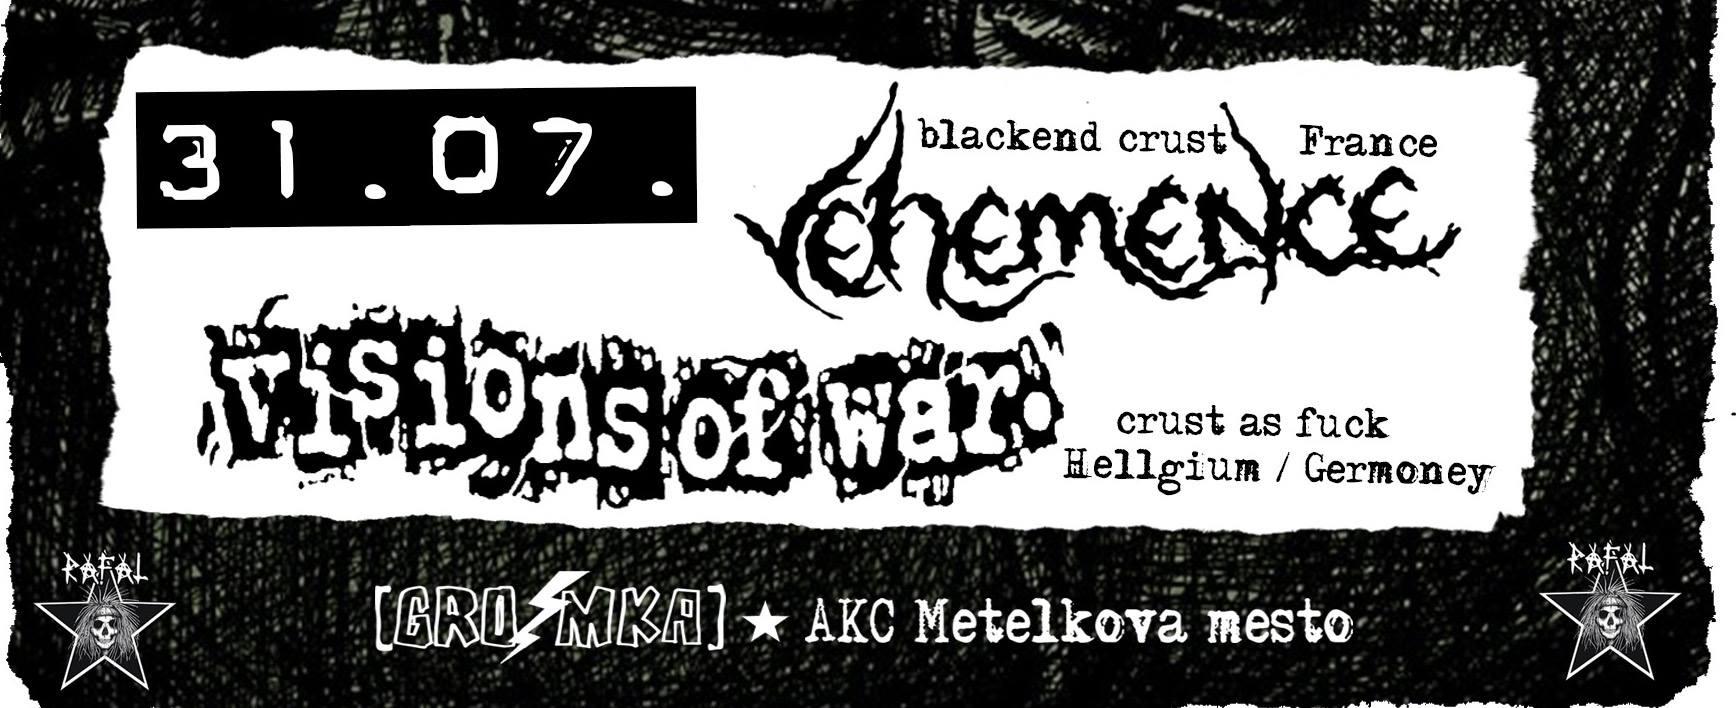 31.07.
blackend crust France
Vehemence
visions of war
crust as fuck
Hellgium / Germoney
RAFAL
[GROMKA] ★ AKC Metelkova mesto
RAFAL